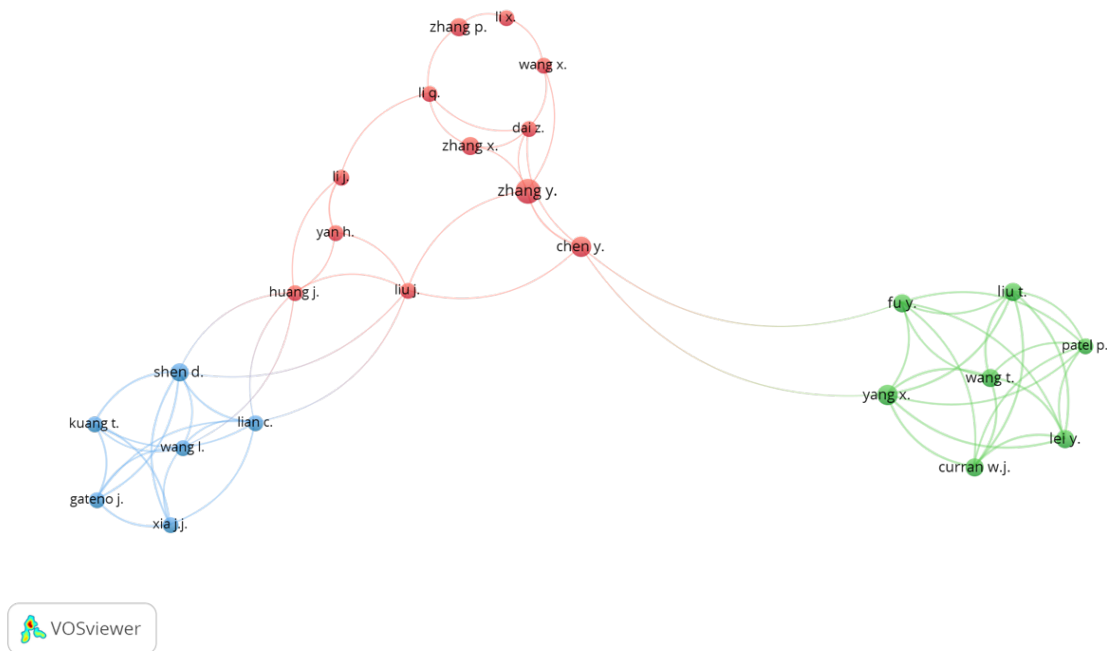 li x.
zhang p.
wang x.
li q.
dai z.
zhang x.
li j.
zhang y.
yan h.
chen y.
huang j.
liu j.
fu y.
liu t.
patel p.
shen d.
wang t.
yang x.
kuang t.
lian c.
wang l.
lei y.
curran w.j.
gateno j.
xia j.j.
VOSviewer